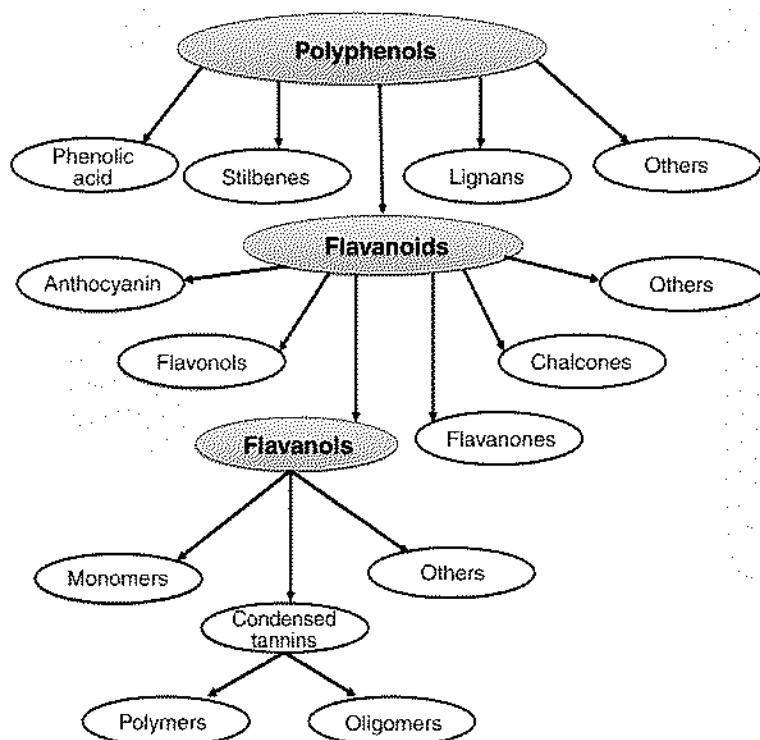 Polyphenols
Phenolic
acid
Stilbenes
Lignans
Others
Flavanoids
Anthocyanin
Others
Flavonols
Chalcones
Flavanols
Flavanones
Monomers
Others
Condensed
tannins
Polymers
Oligomers